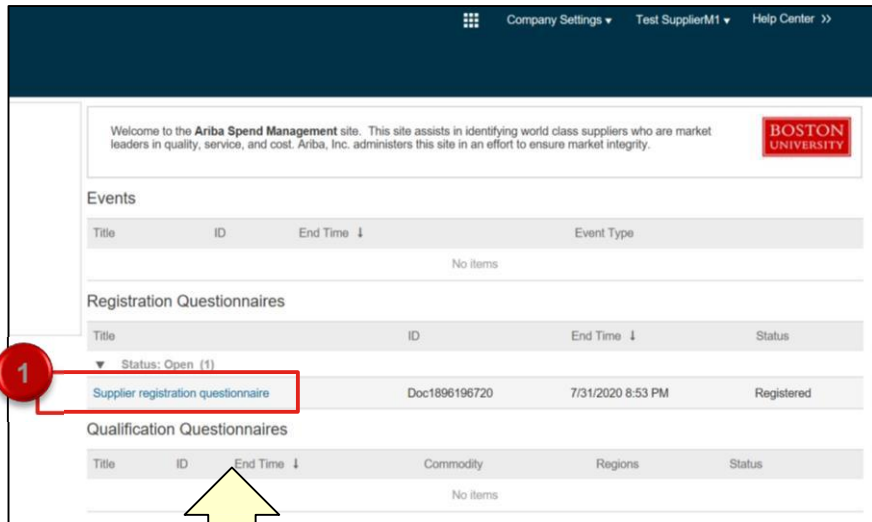 Company Settings ▾ Test SupplierM1 ▾ Help Center >>
Welcome to the Ariba Spend Management site. This site assists in identifying world class suppliers who are market
leaders in quality, service, and cost. Ariba, Inc. administers this site in an effort to ensure market integrity.
BOSTON
UNIVERSITY
Events
Title ID End Time ↓ Event Type
No items
Registration Questionnaires
Title ID End Time ↓ Status
▼ Status: Open (1)
1
Supplier registration questionnaire Doc1896196720 7/31/2020 8:53 PM Registered
Qualification Questionnaires
Title ID End Time ↓ Commodity Regions Status
No items